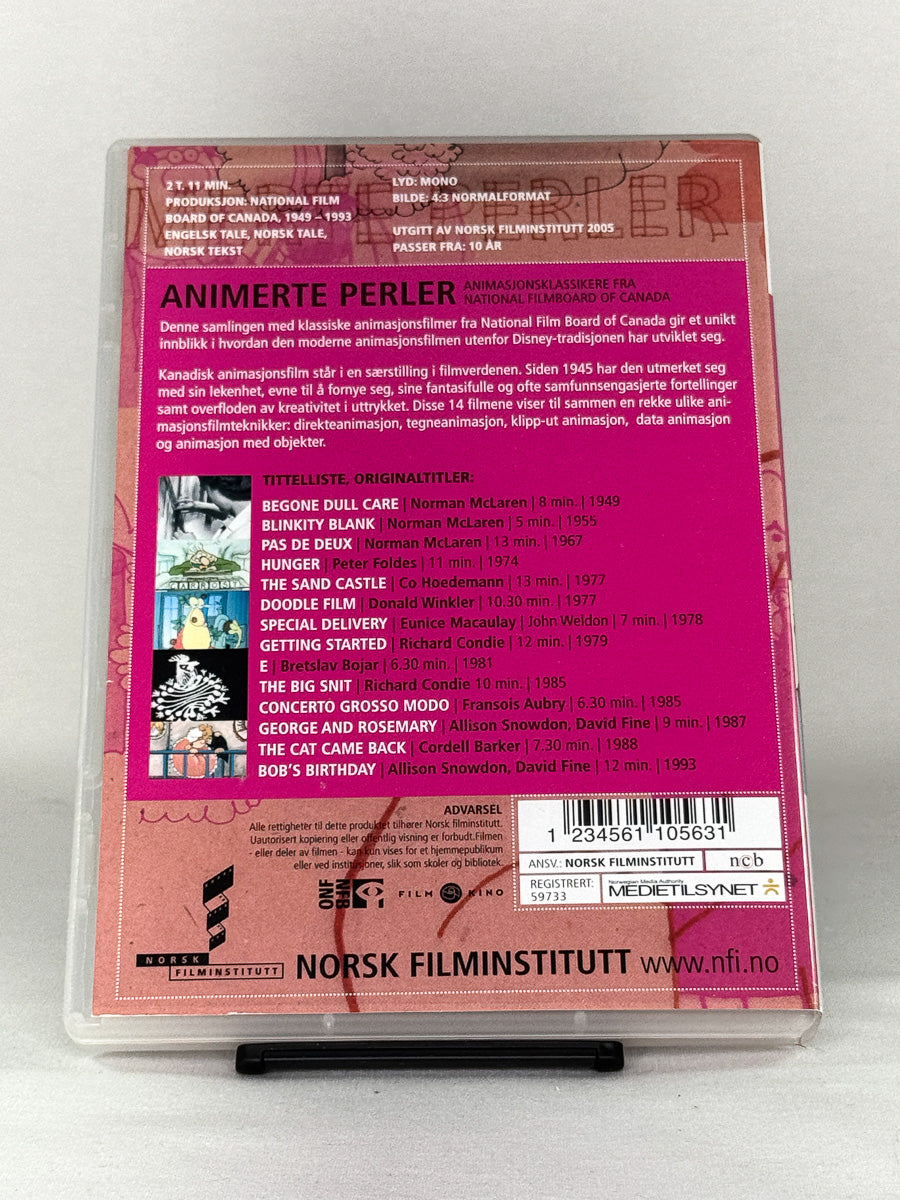 2 T. 11 MIN.
PRODUKSJON: NATIONAL FILM
BOARD OF CANADA, 1949 – 1993
ENGELSK TALE, NORSK TALE,
NORSK TEKST
LYD: MONO
BILDE: 4:3 NORMALFORMAT
UTGITT AV NORSK FILMINSTITUTT 2005
PASSER FRA: 10 ÅR
PERLER
ANIMERTE PERLER ANIMASJONSKLASSIKERE FRA
NATIONAL FILMBOARD OF CANADA
Denne samlingen med klassiske animasjonsfilmer fra National Film Board of Canada gir et unikt
innblikk i hvordan den moderne animasjonsfilmen utenfor Disney-tradisjonen har utviklet seg.
Kanadisk animasjonsfilm står i en særstilling i filmverdenen. Siden 1945 har den utmerket seg
med sin lekenhet, evne til å fornye seg, sine fantasifulle og ofte samfunnsengasjerte fortellinger
samt overfloden av kreativitet i uttrykket. Disse 14 filmene viser til sammen en rekke ulike ani-
masjonsfilmteknikker: direkteanimasjon, tegneanimasjon, klipp-ut animasjon, data animasjon
og animasjon med objekter.
TITTELLISTE, ORIGINALTITLER:
BEGONE DULL CARE | Norman McLaren | 8 min. | 1949
BLINKITY BLANK | Norman McLaren | 5 min. | 1955
PAS DE DEUX | Norman McLaren | 13 min. | 1967
HUNGER | Peter Foldes | 11 min. | 1974
THE SAND CASTLE | Co Hoedemann | 13 min. | 1977
DOODLE FILM | Donald Winkler | 10.30 min. | 1977
SPECIAL DELIVERY | Eunice Macaulay | John Weldon | 7 min. | 1978
GETTING STARTED | Richard Condie | 12 min. | 1979
E | Bretslav Bojar | 6.30 min. | 1981
THE BIG SNIT | Richard Condie 10 min. | 1985
CONCERTO GROSSO MODO | Fransois Aubry | 6.30 min. | 1985
GEORGE AND ROSEMARY | Allison Snowdon, David Fine | 9 min. | 1987
THE CAT CAME BACK | Cordell Barker | 7.30 min. | 1988
BOB'S BIRTHDAY | Allison Snowdon, David Fine | 12 min. | 1993
ADVARSEL
Alle rettigheter til dette produktet tilhører Norsk filminstitutt.
Uautorisert kopiering eller offentlig visning er forbudt.Filmen
- eller deler av filmen - kan kun vises for et hjemmepublikum
eller ved institusjoner, slik som skoler og bibliotek.
1 234561 105631
ANSV.: NORSK FILMINSTITUTT ncb
REGISTRERT:
59733
Norwegian Media Authority
MEDIETILSYNET
FILM KINO
NORSK
FILMINSTITUTT
NORSK FILMINSTITUTT www.nfi.no